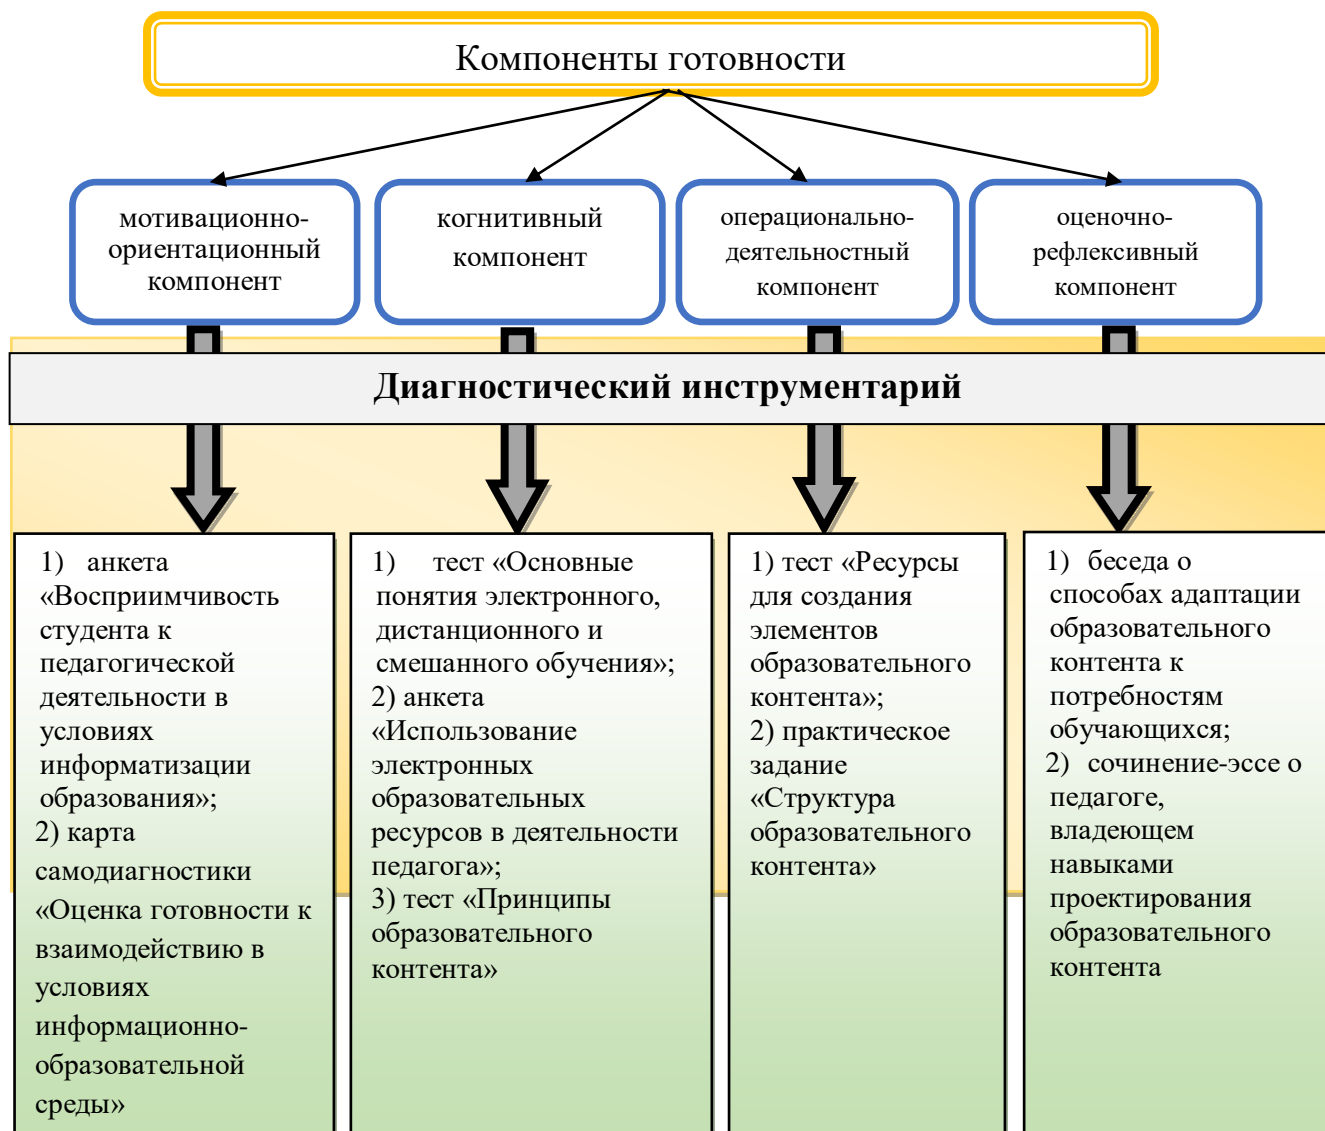 Компоненты готовности
мотивационно-
ориентационный
компонент
когнитивный
компонент
операционально-
деятельностный
компонент
оценочно-
рефлексивный
компонент
Диагностический инструментарий
1) анкета
«Восприимчивость
студента к
педагогической
деятельности в
условиях
информатизации
образования»;
2) карта
самодиагностики
«Оценка готовности к
взаимодействию в
условиях
информационно-
образовательной
среды»
1) тест «Основные
понятия электронного,
дистанционного и
смешанного обучения»;
2) анкета
«Использование
электронных
образовательных
ресурсов в деятельности
педагога»;
3) тест «Принципы
образовательного
контента»
1) тест «Ресурсы
для создания
элементов
образовательного
контента»;
2) практическое
задание
«Структура
образовательного
контента»
1) беседа о
способах адаптации
образовательного
контента к
потребностям
обучающихся;
2) сочинение-эссе о
педагоге,
владеющем
навыками
проектирования
образовательного
контента